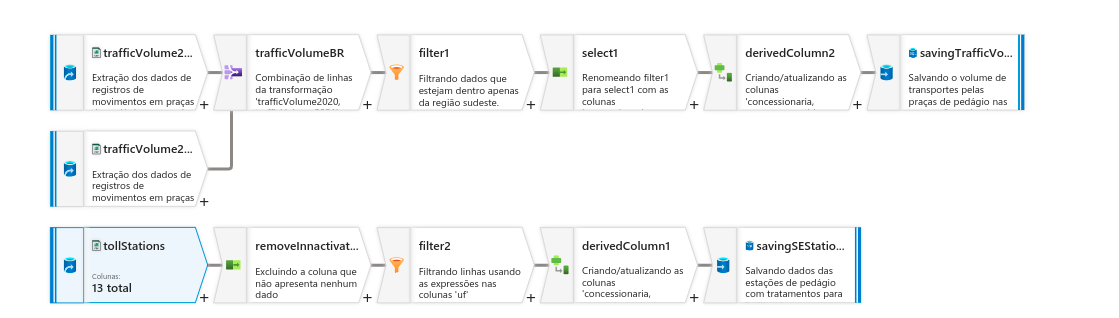 trafficVolume2...
Extração dos dados de
registros de
movimentos em praças
+
trafficVolumeBR
Combinação de linhas
da transformação
'trafficVolume2020,
+
filter1
Filtrando dados que
estejam dentro apenas
da região sudeste.
+
select1
Renomeando filter1
para select1 com as
colunas
+
derivedColumn2
Criando/atualizando as
colunas
'concessionaria,
+
savingTrafficVo...
Salvando o volume de
transportes pelas
praças de pedágio nas
trafficVolume2...
Extração dos dados de
registros de
movimentos em praças
+
tollStations
Colunas:
13 total
+
removeInnactivat...
Excluindo a coluna que
não apresenta nenhum
dado
+
filter2
Filtrando linhas usando
as expressões nas
colunas 'uf'
+
derivedColumn1
Criando/atualizando as
colunas
'concessionaria,
+
savingSEStatio...
Salvando dados das
estações de pedágio
com tratamentos para